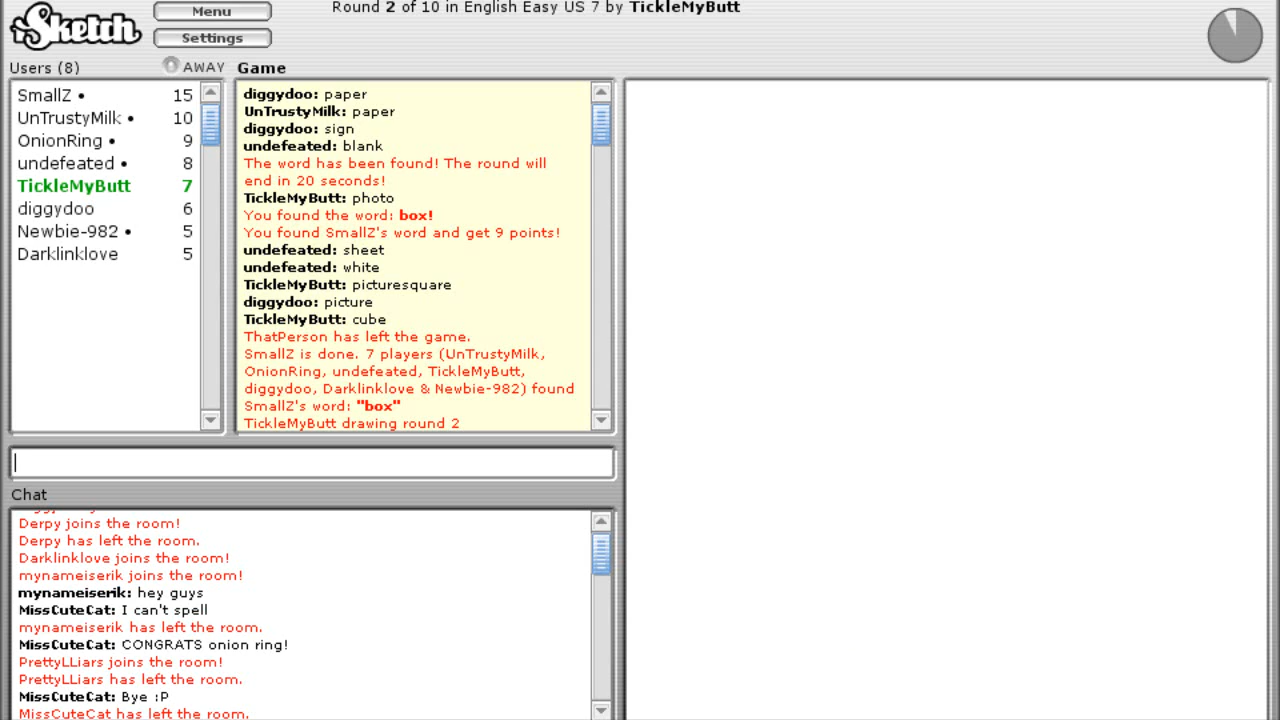 iSketch
Menu
Settings
Round 2 of 10 in English Easy US 7 by TickleMyButt
Users (8)
AWAY
SmallZ • 15
UnTrustyMilk • 10
OnionRing • 9
undefeated • 8
TickleMyButt 7
diggydoo 6
Newbie-982 • 5
Darklinklove 5
Game
diggydoo: paper
UnTrustyMilk: paper
diggydoo: sign
undefeated: blank
The word has been found! The round will
end in 20 seconds!
TickleMyButt: photo
You found the word: box!
You found SmallZ's word and get 9 points!
undefeated: sheet
undefeated: white
TickleMyButt: picturesquare
diggydoo: picture
TickleMyButt: cube
ThatPerson has left the game.
SmallZ is done. 7 players (UnTrustyMilk,
OnionRing, undefeated, TickleMyButt,
diggydoo, Darklinklove & Newbie-982) found
SmallZ's word: "box"
TickleMyButt drawing round 2
Chat
Derpy joins the room!
Derpy has left the room.
Darklinklove joins the room!
mynameiserik joins the room!
mynameiserik: hey guys
MissCuteCat: I can't spell
mynameiserik has left the room.
MissCuteCat: CONGRATS onion ring!
PrettyLLiars joins the room!
PrettyLLiars has left the room.
MissCuteCat: Bye :P
MissCuteCat has left the room.